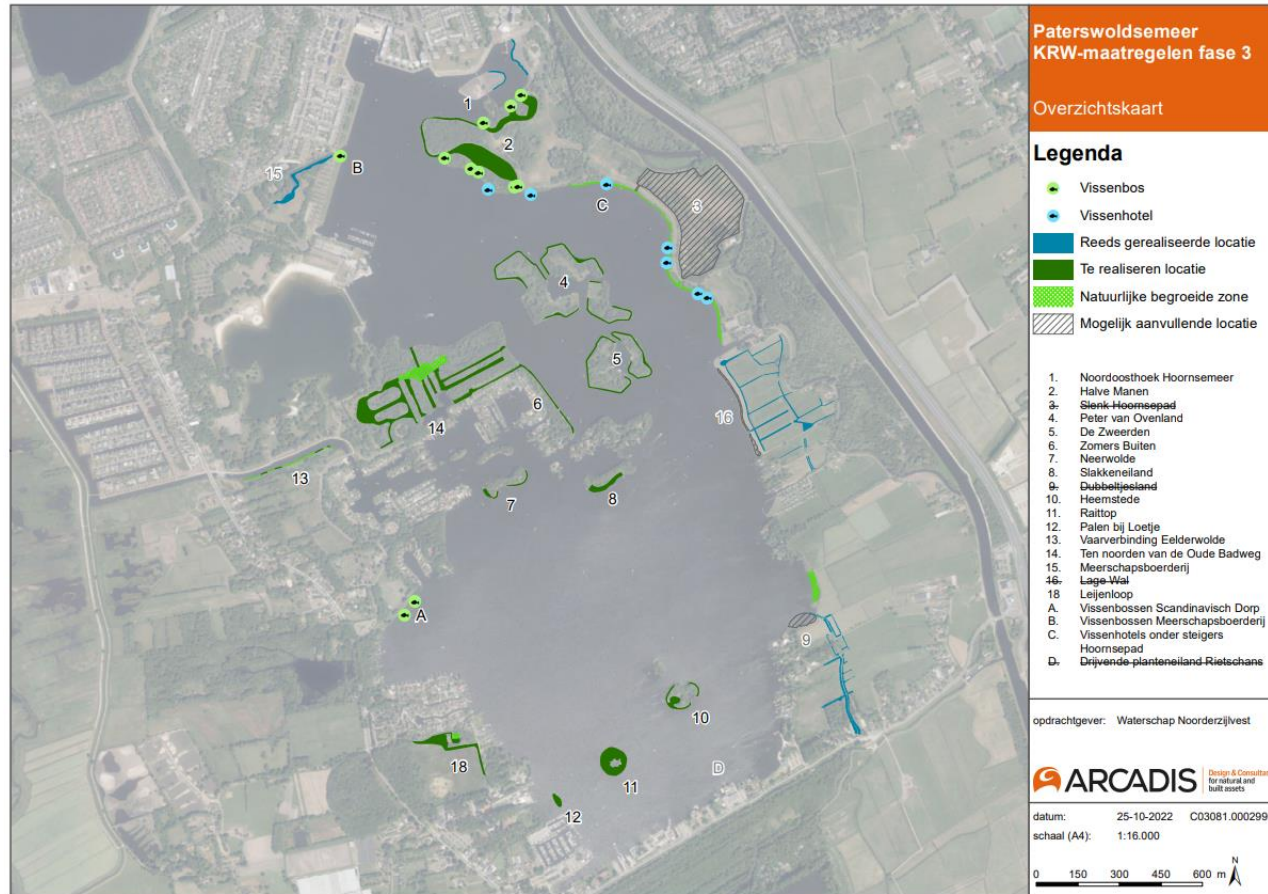 Paterswoldsemeer
KRW-maatregelen fase 3
Overzichtskaart
Legenda
Vissenbos
Vissenhotel
Reeds gerealiseerde locatie
Te realiseren locatie
Natuurlijke begroeide zone
Mogelijk aanvullende locatie
1. Noordoosthoek Hoornsemeer
2. Halve Manen
3. Slenk Hoornsepad
4. Peter van Ovenland
5. De Zweerden
6. Zomers Buiten
7. Neerwolde
8. Slakkeneiland
9. Dubbeltjesland
10. Heemstede
11. Raittop
12. Palen bij Loetje
13. Vaarverbinding Eelderwolde
14. Ten noorden van de Oude Badweg
15. Meerschapsboerderij
16. Lage Wal
18 Leijenloop
A. Vissenbossen Scandinavisch Dorp
B. Vissenbossen Meerschapsboerderij
C. Vissenhotels onder steigers
Hoornsepad
D. Drijvende planteneiland Rietschans
opdrachtgever: Waterschap Noorderzijlvest
ARCADIS
Design & Consultan
for natural and
built assets
datum: 25-10-2022 C03081.000299
schaal (A4): 1:16.000
N
0 150 300 450 600 m
1
2
B
15
C
3
4
5
6
14
16
13
7
8
A
9
10
18
11
D
12